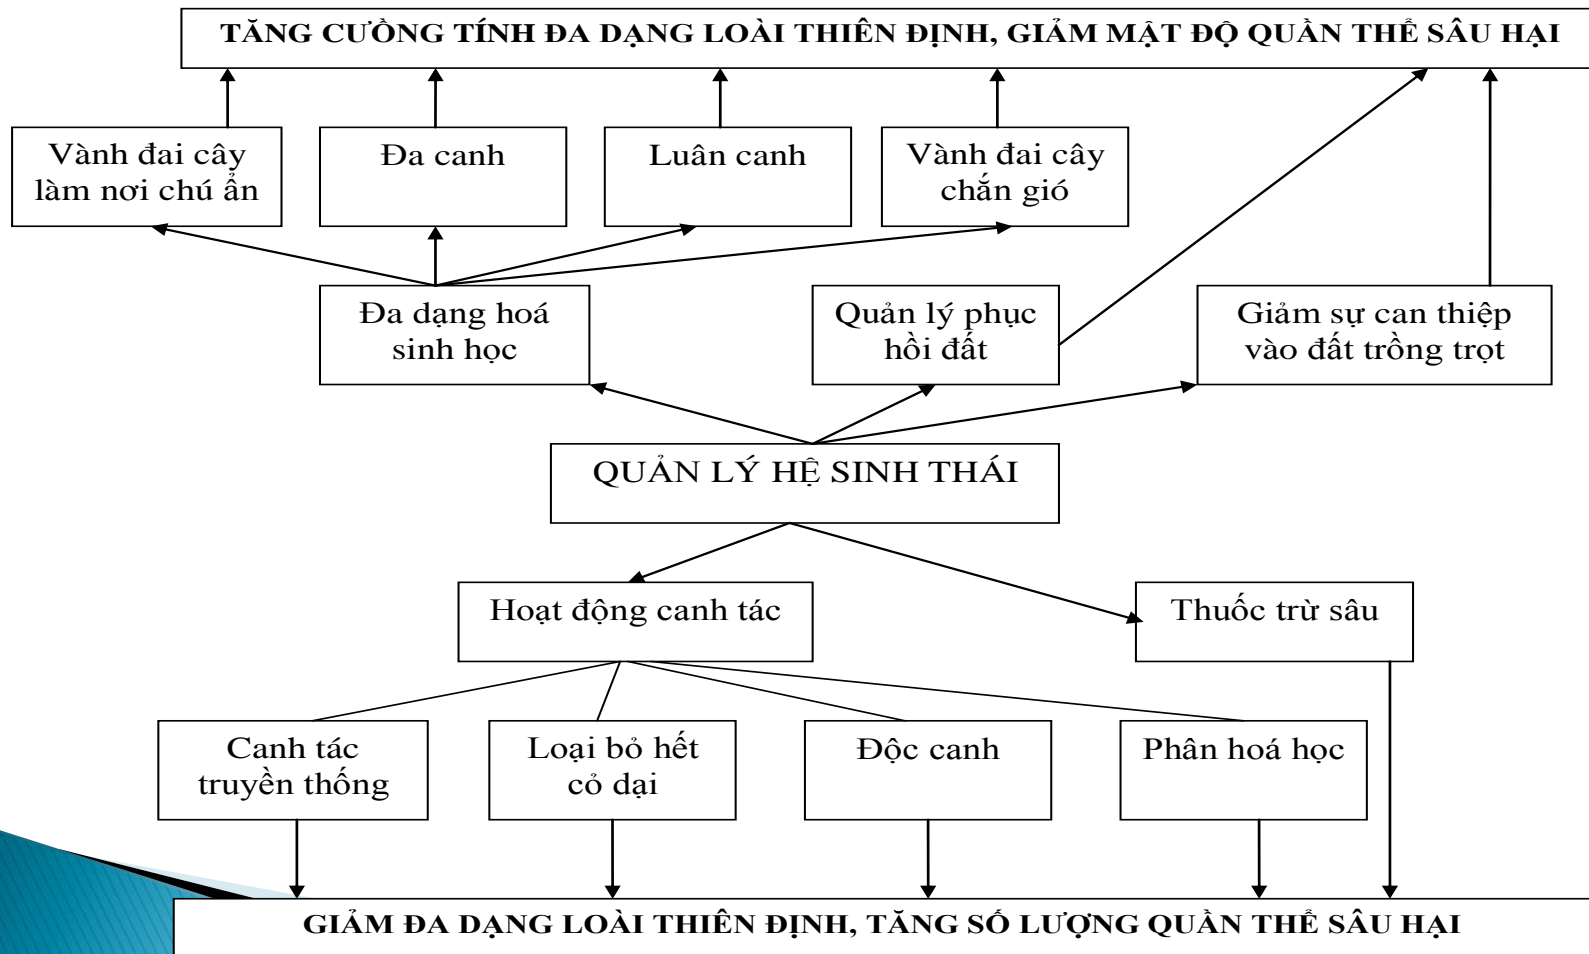 TĂNG CƯỜNG TÍNH ĐA DẠNG LOÀI THIÊN ĐỊNH, GIẢM MẬT ĐỘ QUẦN THỂ SÂU HẠI
Vành đai cây
làm nơi chú ẩn
Đa canh
Luân canh
Vành đai cây
chắn gió
Đa dạng hoá
sinh học
Quản lý phục
hồi đất
Giảm sự can thiệp
vào đất trồng trọt
QUẢN LÝ HỆ SINH THÁI
Hoạt động canh tác
Thuốc trừ sâu
Canh tác
truyền thống
Loại bỏ hết
cỏ dại
Độc canh
Phân hoá học
GIẢM ĐA DẠNG LOÀI THIÊN ĐỊNH, TĂNG SỐ LƯỢNG QUẦN THỂ SÂU HẠI